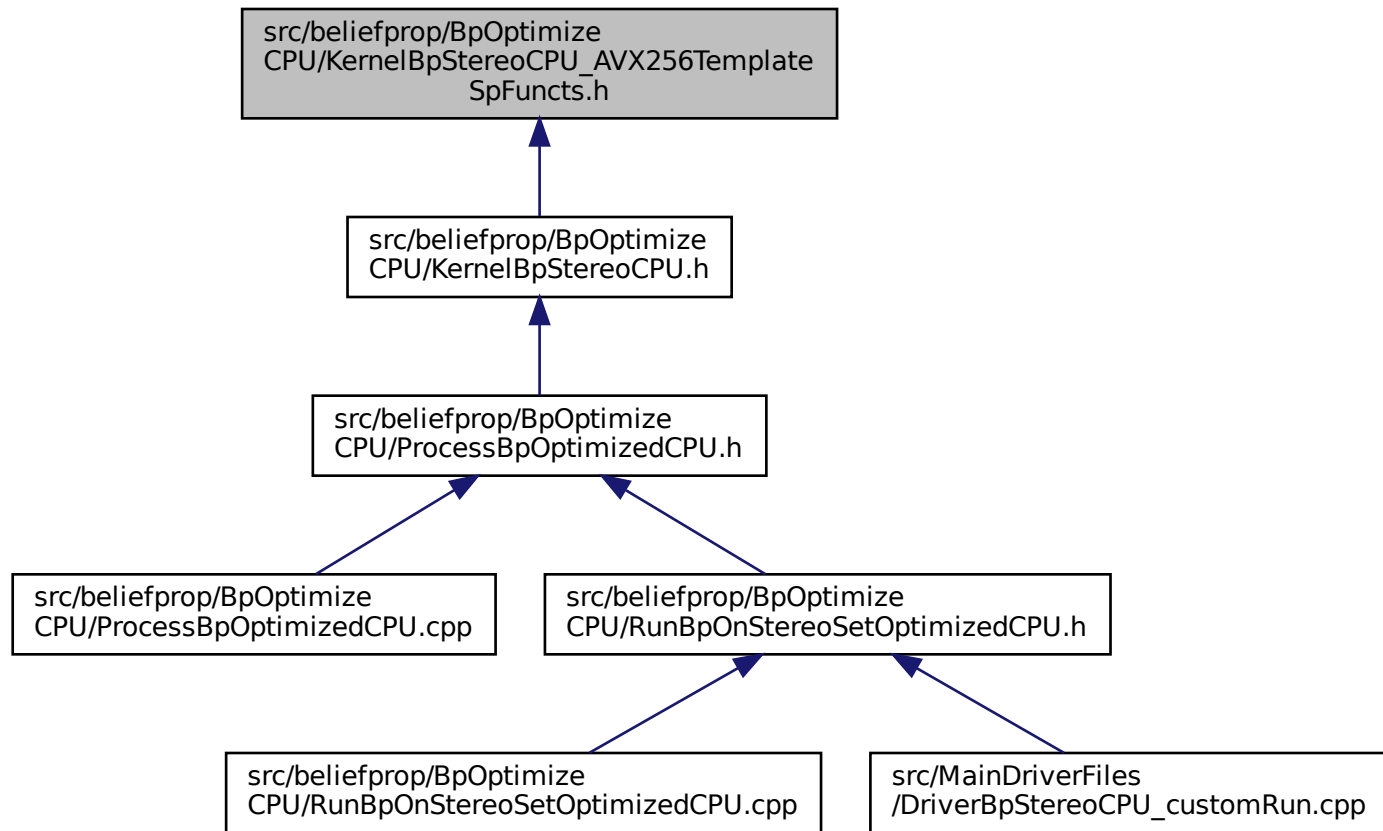 src/beliefprop/BpOptimize
CPU/KernelBpStereoCPU_AVX256Template
SpFuncts.h
src/beliefprop/BpOptimize
CPU/KernelBpStereoCPU.h
src/beliefprop/BpOptimize
CPU/ProcessBpOptimizedCPU.h
src/beliefprop/BpOptimize
CPU/ProcessBpOptimizedCPU.cpp
src/beliefprop/BpOptimize
CPU/RunBpOnStereoSetOptimizedCPU.h
src/beliefprop/BpOptimize
CPU/RunBpOnStereoSetOptimizedCPU.cpp
src/MainDriverFiles
/DriverBpStereoCPU_customRun.cpp